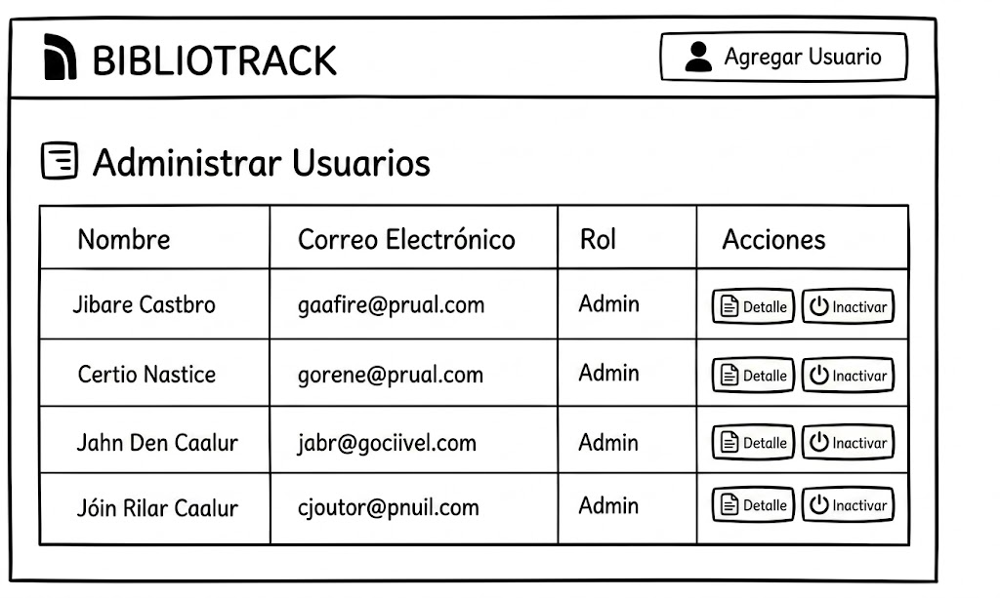 BIBLIOTRACK
Agregar Usuario
Administrar Usuarios
Nombre Correo Electrónico Rol Acciones
Jibare Castbro gaafire@prual.com Admin Detalle Inactivar
Certio Nastice gorene@prual.com Admin Detalle Inactivar
Jahn Den Caalur jabr@gociivel.com Admin Detalle Inactivar
Jóin Rilar Caalur cjoutor@pnuil.com Admin Detalle Inactivar